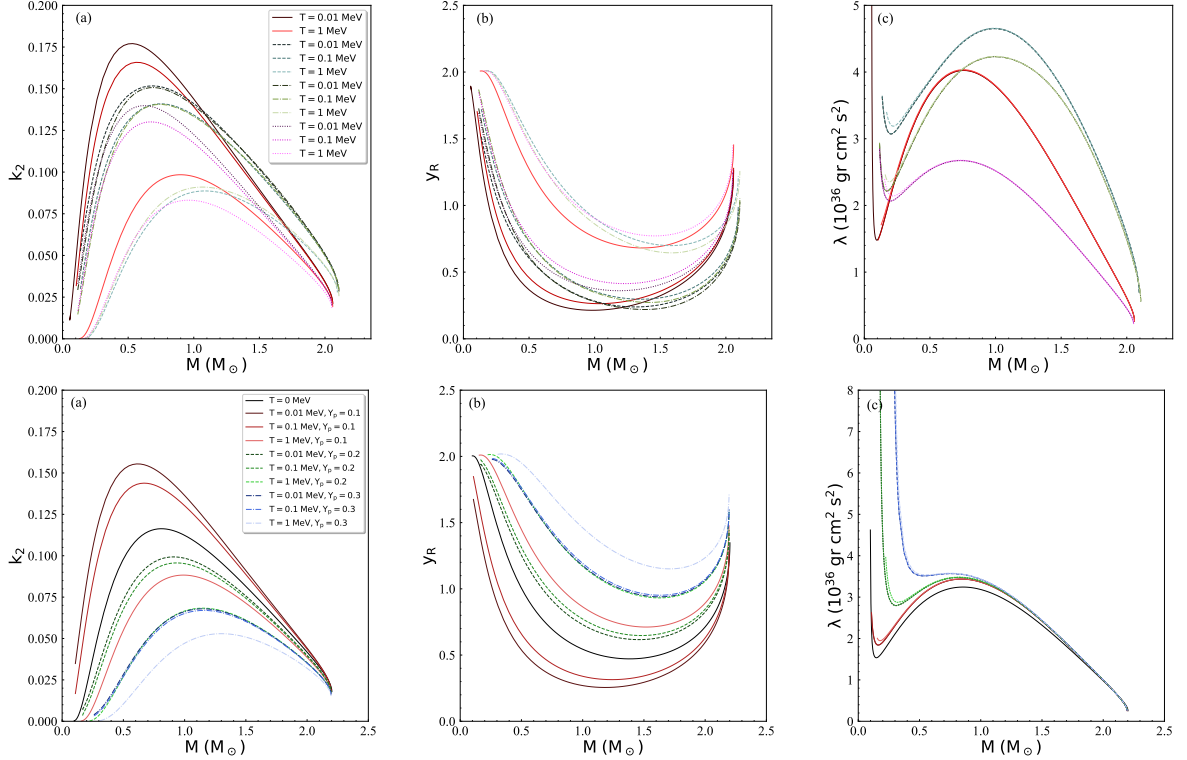 (a)
k2
0.200
0.175
0.150
0.125
0.100
0.075
0.050
0.025
0.000
0.0 0.5 1.0 1.5 2.0
M (M⊙)
T = 0.01 MeV
T = 1 MeV
T = 0.01 MeV
T = 0.1 MeV
T = 1 MeV
T = 0.01 MeV
T = 0.1 MeV
T = 1 MeV
T = 0.01 MeV
T = 0.1 MeV
T = 1 MeV
(b)
yR
2.5
2.0
1.5
1.0
0.5
0.0
0.0 0.5 1.0 1.5 2.0
M (M⊙)
(c)
λ (10^36 gr cm^2 s^2)
5
4
3
2
1
0
0.0 0.5 1.0 1.5 2.0
M (M⊙)
(a)
k2
0.200
0.175
0.150
0.125
0.100
0.075
0.050
0.025
0.000
0.0 0.5 1.0 1.5 2.0 2.5
M (M⊙)
T = 0 MeV
T = 0.01 MeV, Yp = 0.1
T = 0.1 MeV, Yp = 0.1
T = 1 MeV, Yp = 0.1
T = 0.01 MeV, Yp = 0.2
T = 0.1 MeV, Yp = 0.2
T = 1 MeV, Yp = 0.2
T = 0.01 MeV, Yp = 0.3
T = 0.1 MeV, Yp = 0.3
T = 1 MeV, Yp = 0.3
(b)
yR
2.5
2.0
1.5
1.0
0.5
0.0
0.0 0.5 1.0 1.5 2.0 2.5
M (M⊙)
(c)
λ (10^36 gr cm^2 s^2)
8
7
6
5
4
3
2
1
0
0.0 0.5 1.0 1.5 2.0 2.5
M (M⊙)